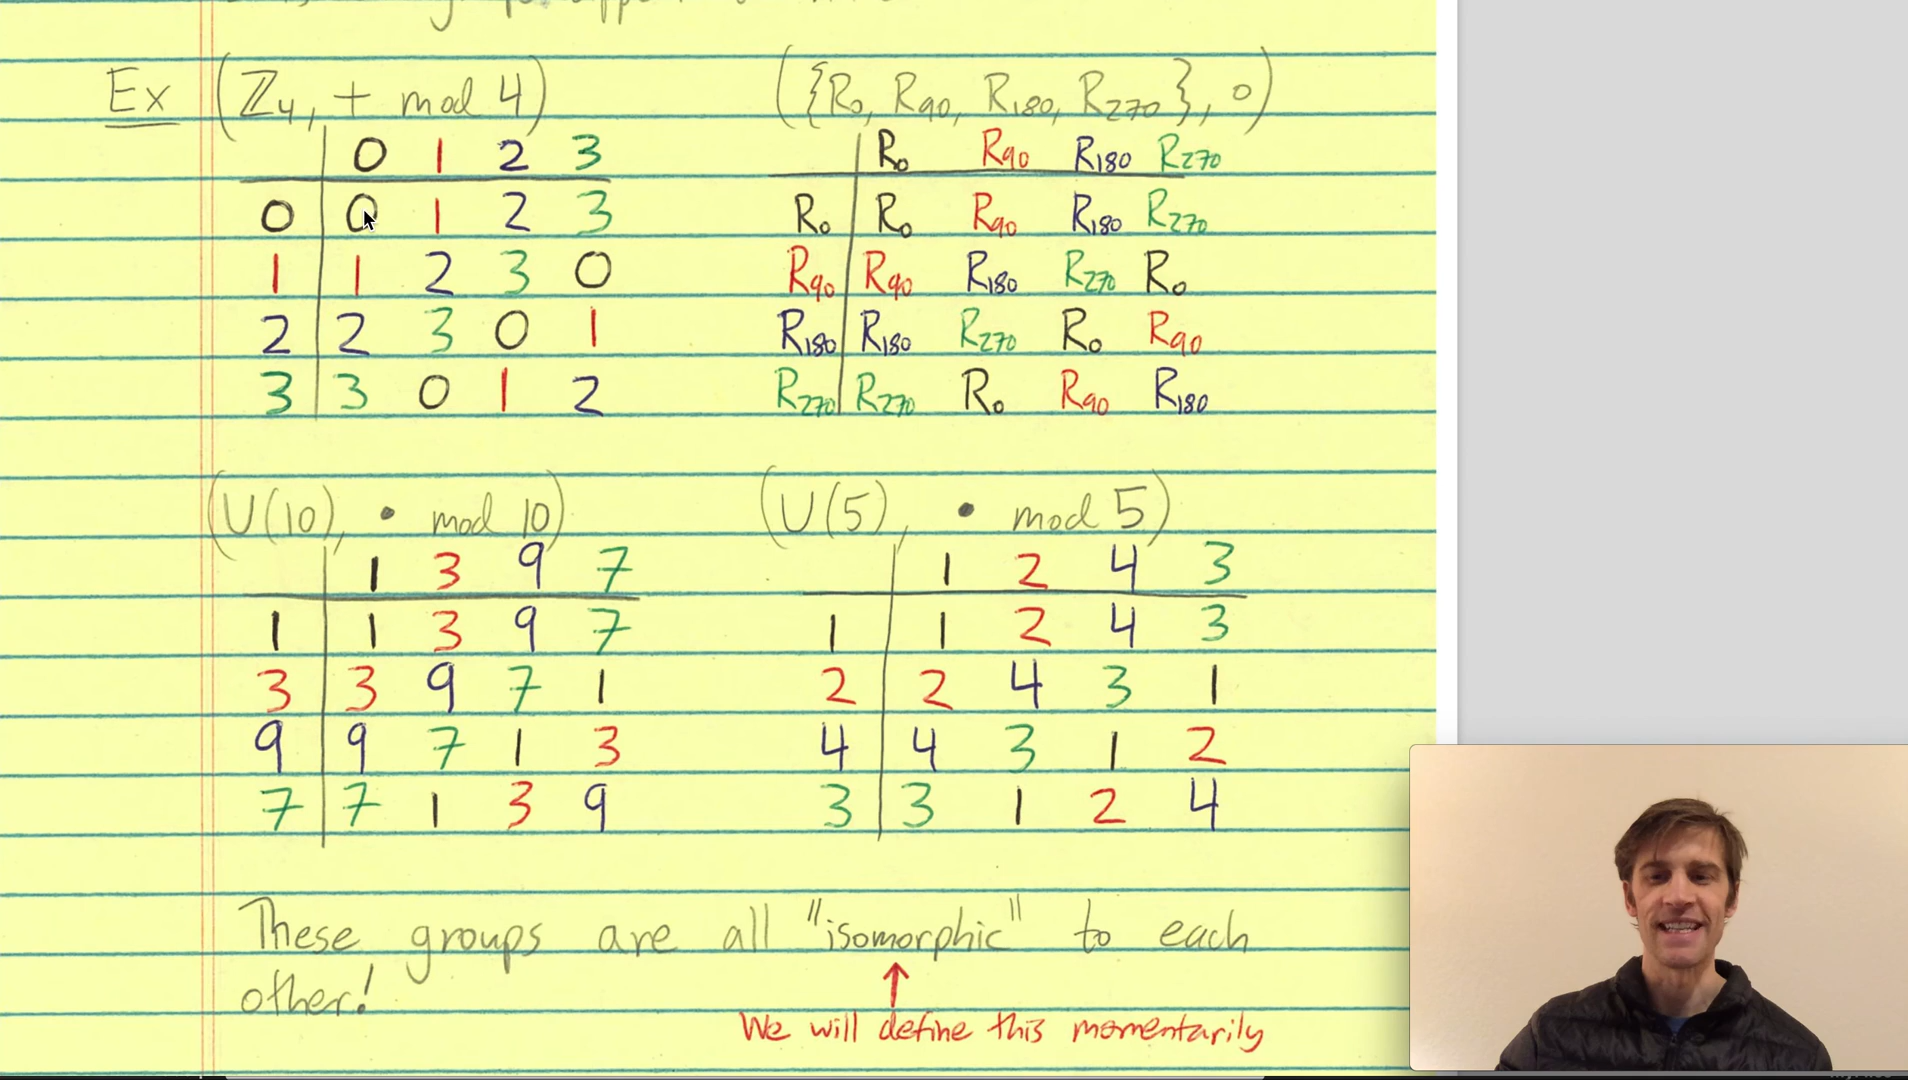 Ex (ℤ₄, + mod 4) ({R₀, R₉₀, R₁₈₀, R₂₇₀}, ∘)
0 1 2 3 R₀ R₉₀ R₁₈₀ R₂₇₀
0 0 1 2 3 R₀ R₀ R₉₀ R₁₈₀ R₂₇₀
1 1 2 3 0 R₉₀ R₉₀ R₁₈₀ R₂₇₀ R₀
2 2 3 0 1 R₁₈₀ R₁₈₀ R₂₇₀ R₀ R₉₀
3 3 0 1 2 R₂₇₀ R₂₇₀ R₀ R₉₀ R₁₈₀
(U(10), • mod 10) (U(5), • mod 5)
1 3 9 7 1 2 4 3
1 1 3 9 7 1 1 2 4 3
3 3 9 7 1 2 2 4 3 1
9 9 7 1 3 4 4 3 1 2
7 7 1 3 9 3 3 1 2 4
These groups are all "isomorphic" to each
other!
We will define this momentarily